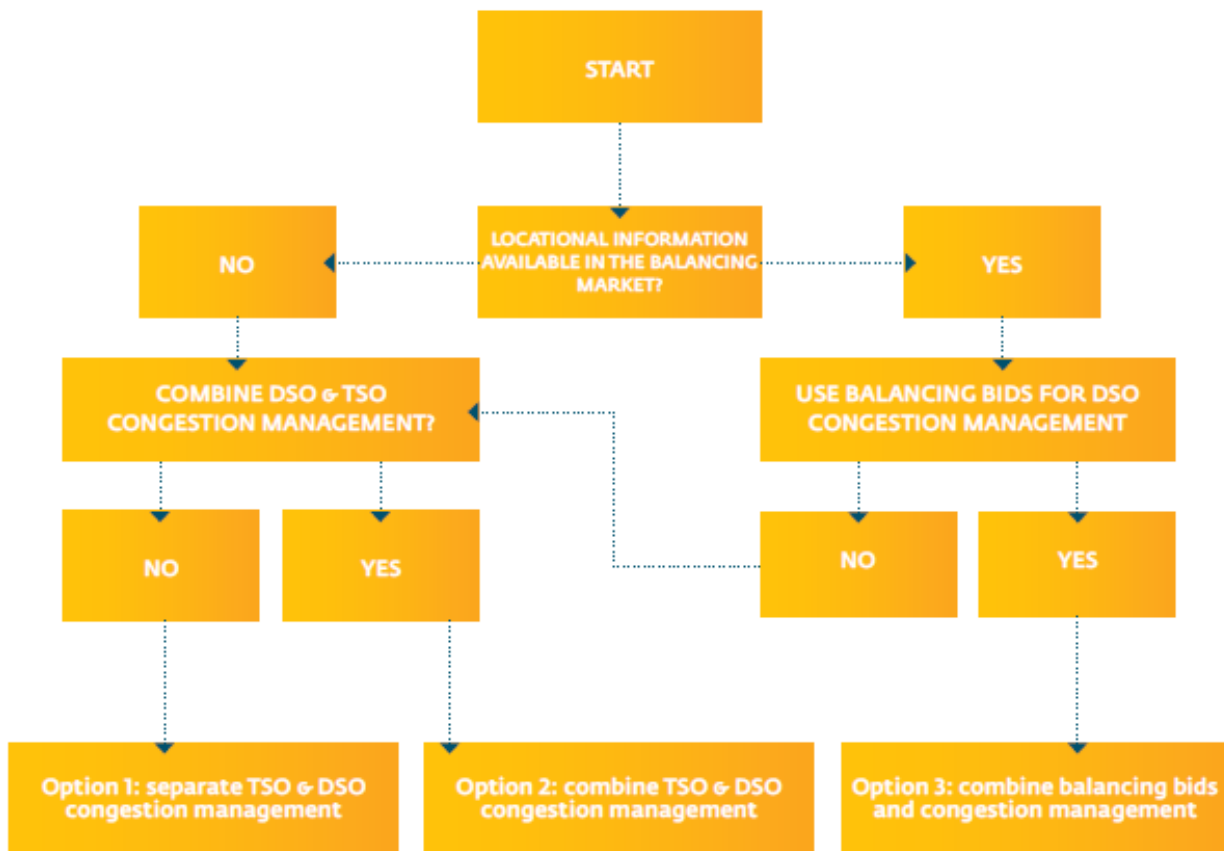 START
NO
LOCATIONAL INFORMATION
AVAILABLE IN THE BALANCING
MARKET?
YES
COMBINE DSO & TSO
CONGESTION MANAGEMENT?
USE BALANCING BIDS FOR DSO
CONGESTION MANAGEMENT
NO
YES
NO
YES
Option 1: separate TSO & DSO
congestion management
Option 2: combine TSO & DSO
congestion management
Option 3: combine balancing bids
and congestion management